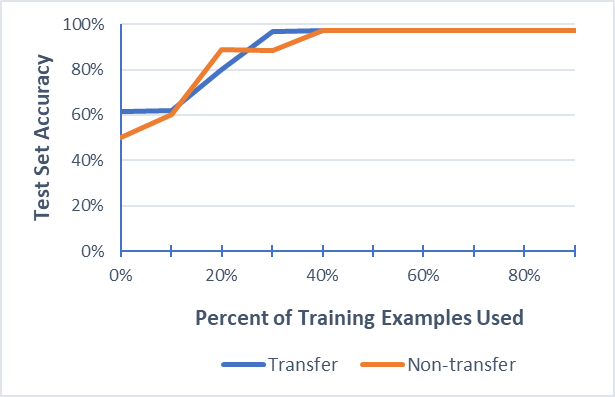 100%
80%
60%
40%
20%
0%
Test Set Accuracy
0% 20% 40% 60% 80%
Percent of Training Examples Used
Transfer Non-transfer